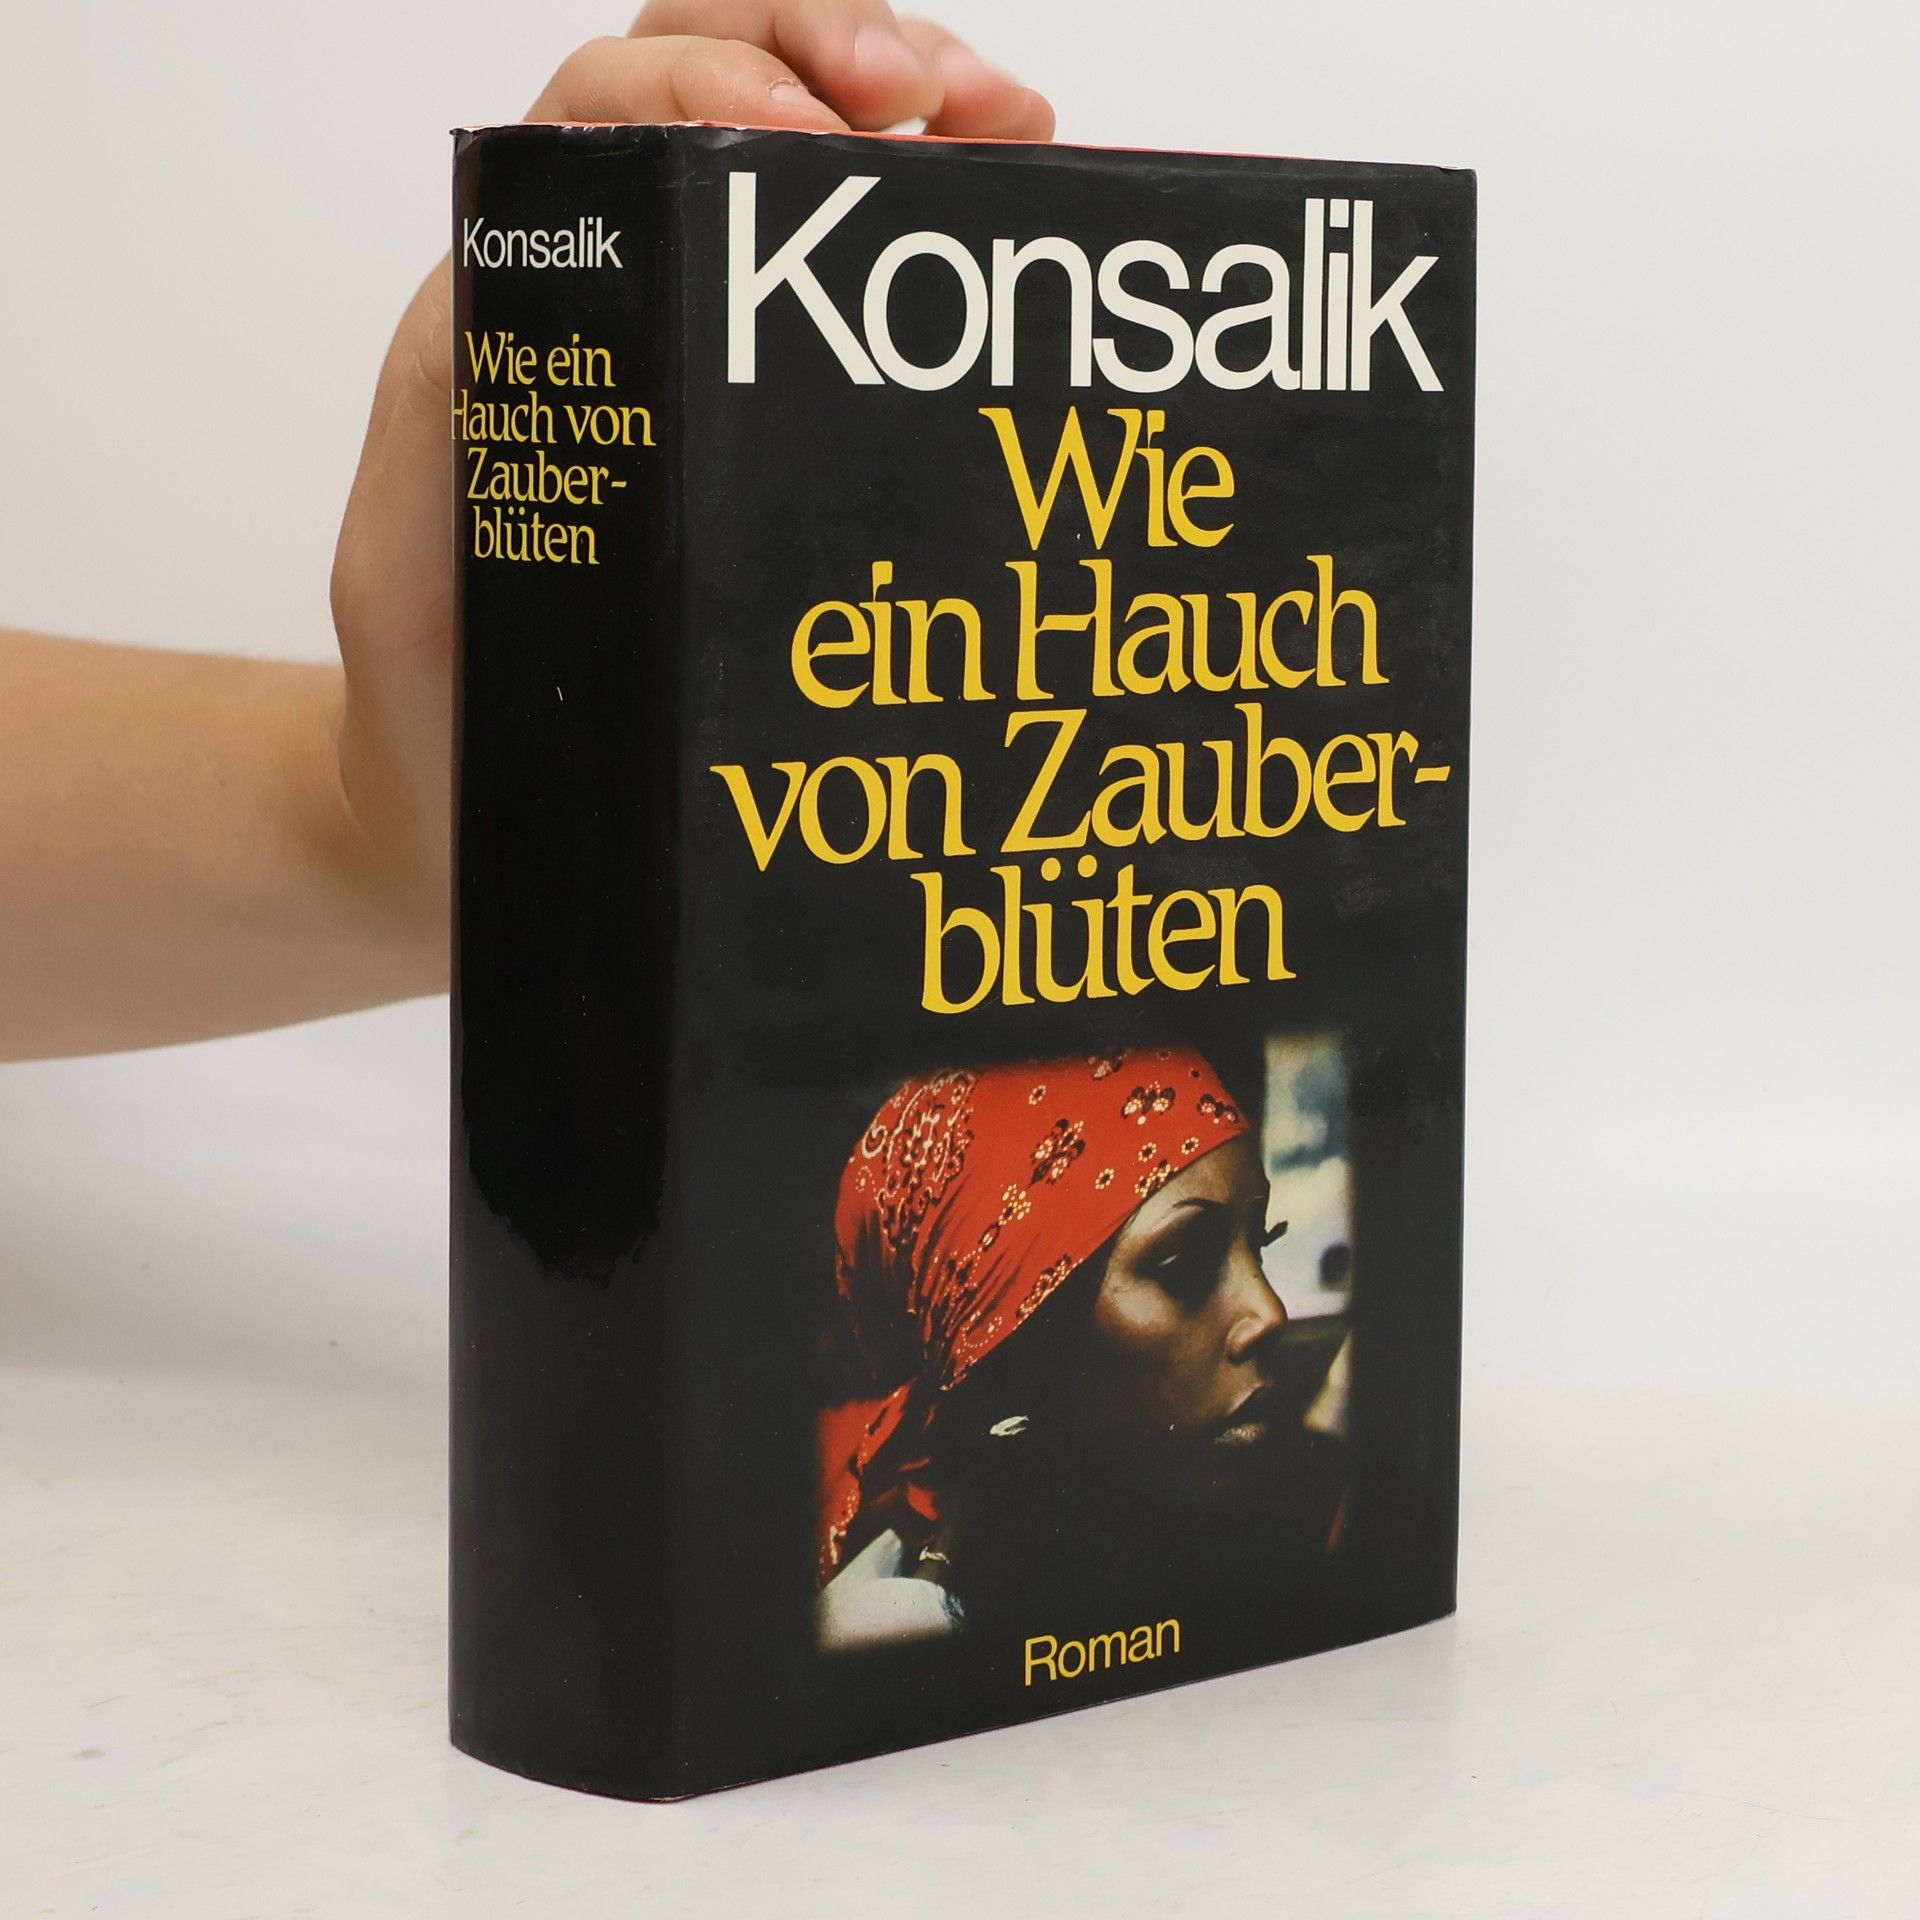 Konsalik
Wie ein
Hauch von
Zauber-
blüten
Konsalik
Wie
ein Hauch
von Zauber-
blüten
Roman